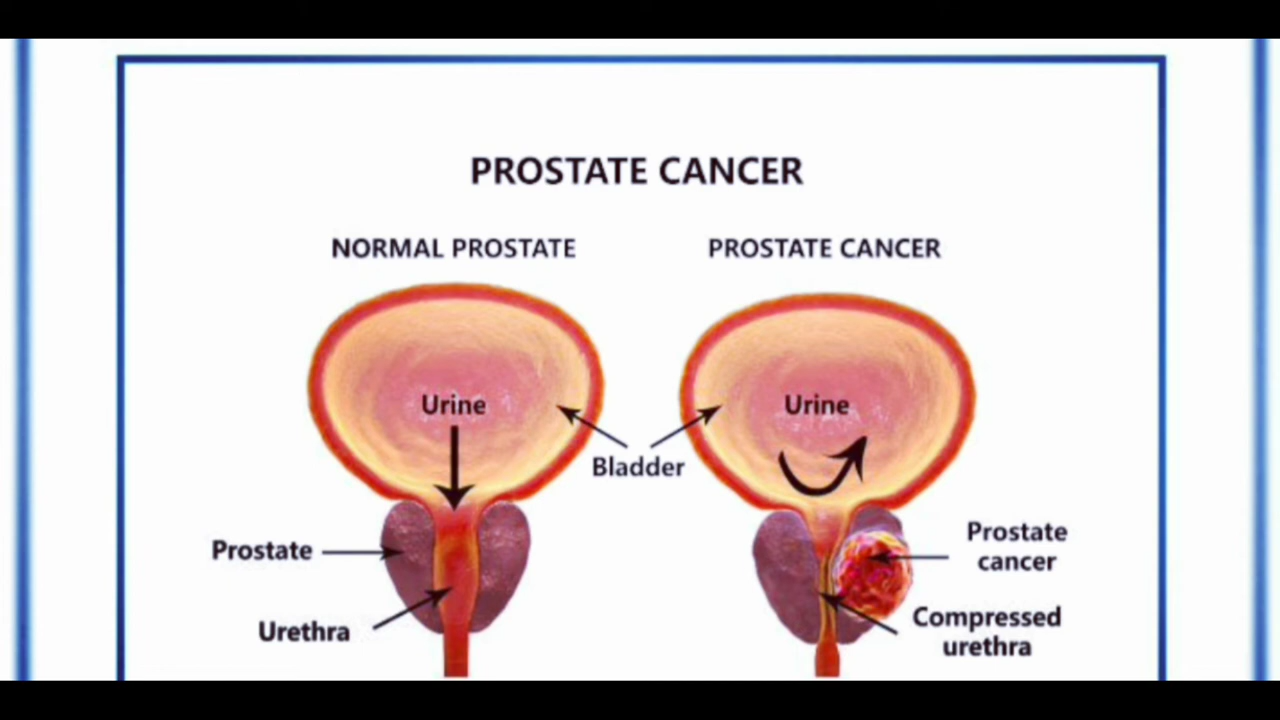 PROSTATE CANCER
NORMAL PROSTATE
PROSTATE CANCER
Urine
Urine
Bladder
Prostate
Prostate
cancer
Urethra
Compressed
urethra